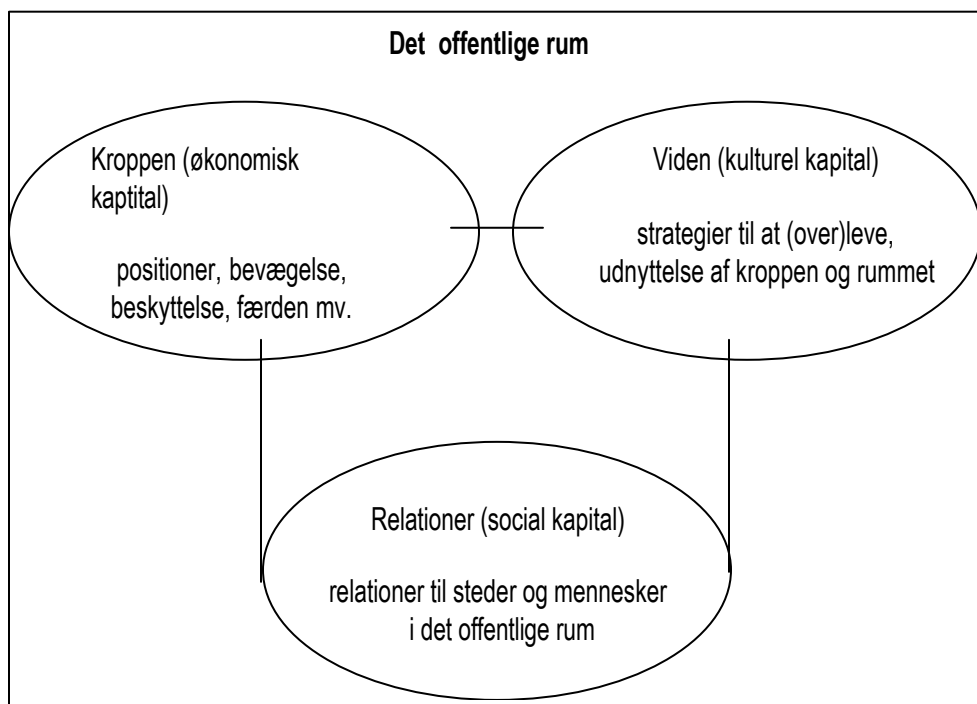 Det offentlige rum
Kroppen (økonomisk
kaptital)
positioner, bevægelse,
beskyttelse, færden mv.
Viden (kulturel kapital)
strategier til at (over)leve,
udnyttelse af kroppen og rummet
Relationer (social kapital)
relationer til steder og mennesker
i det offentlige rum